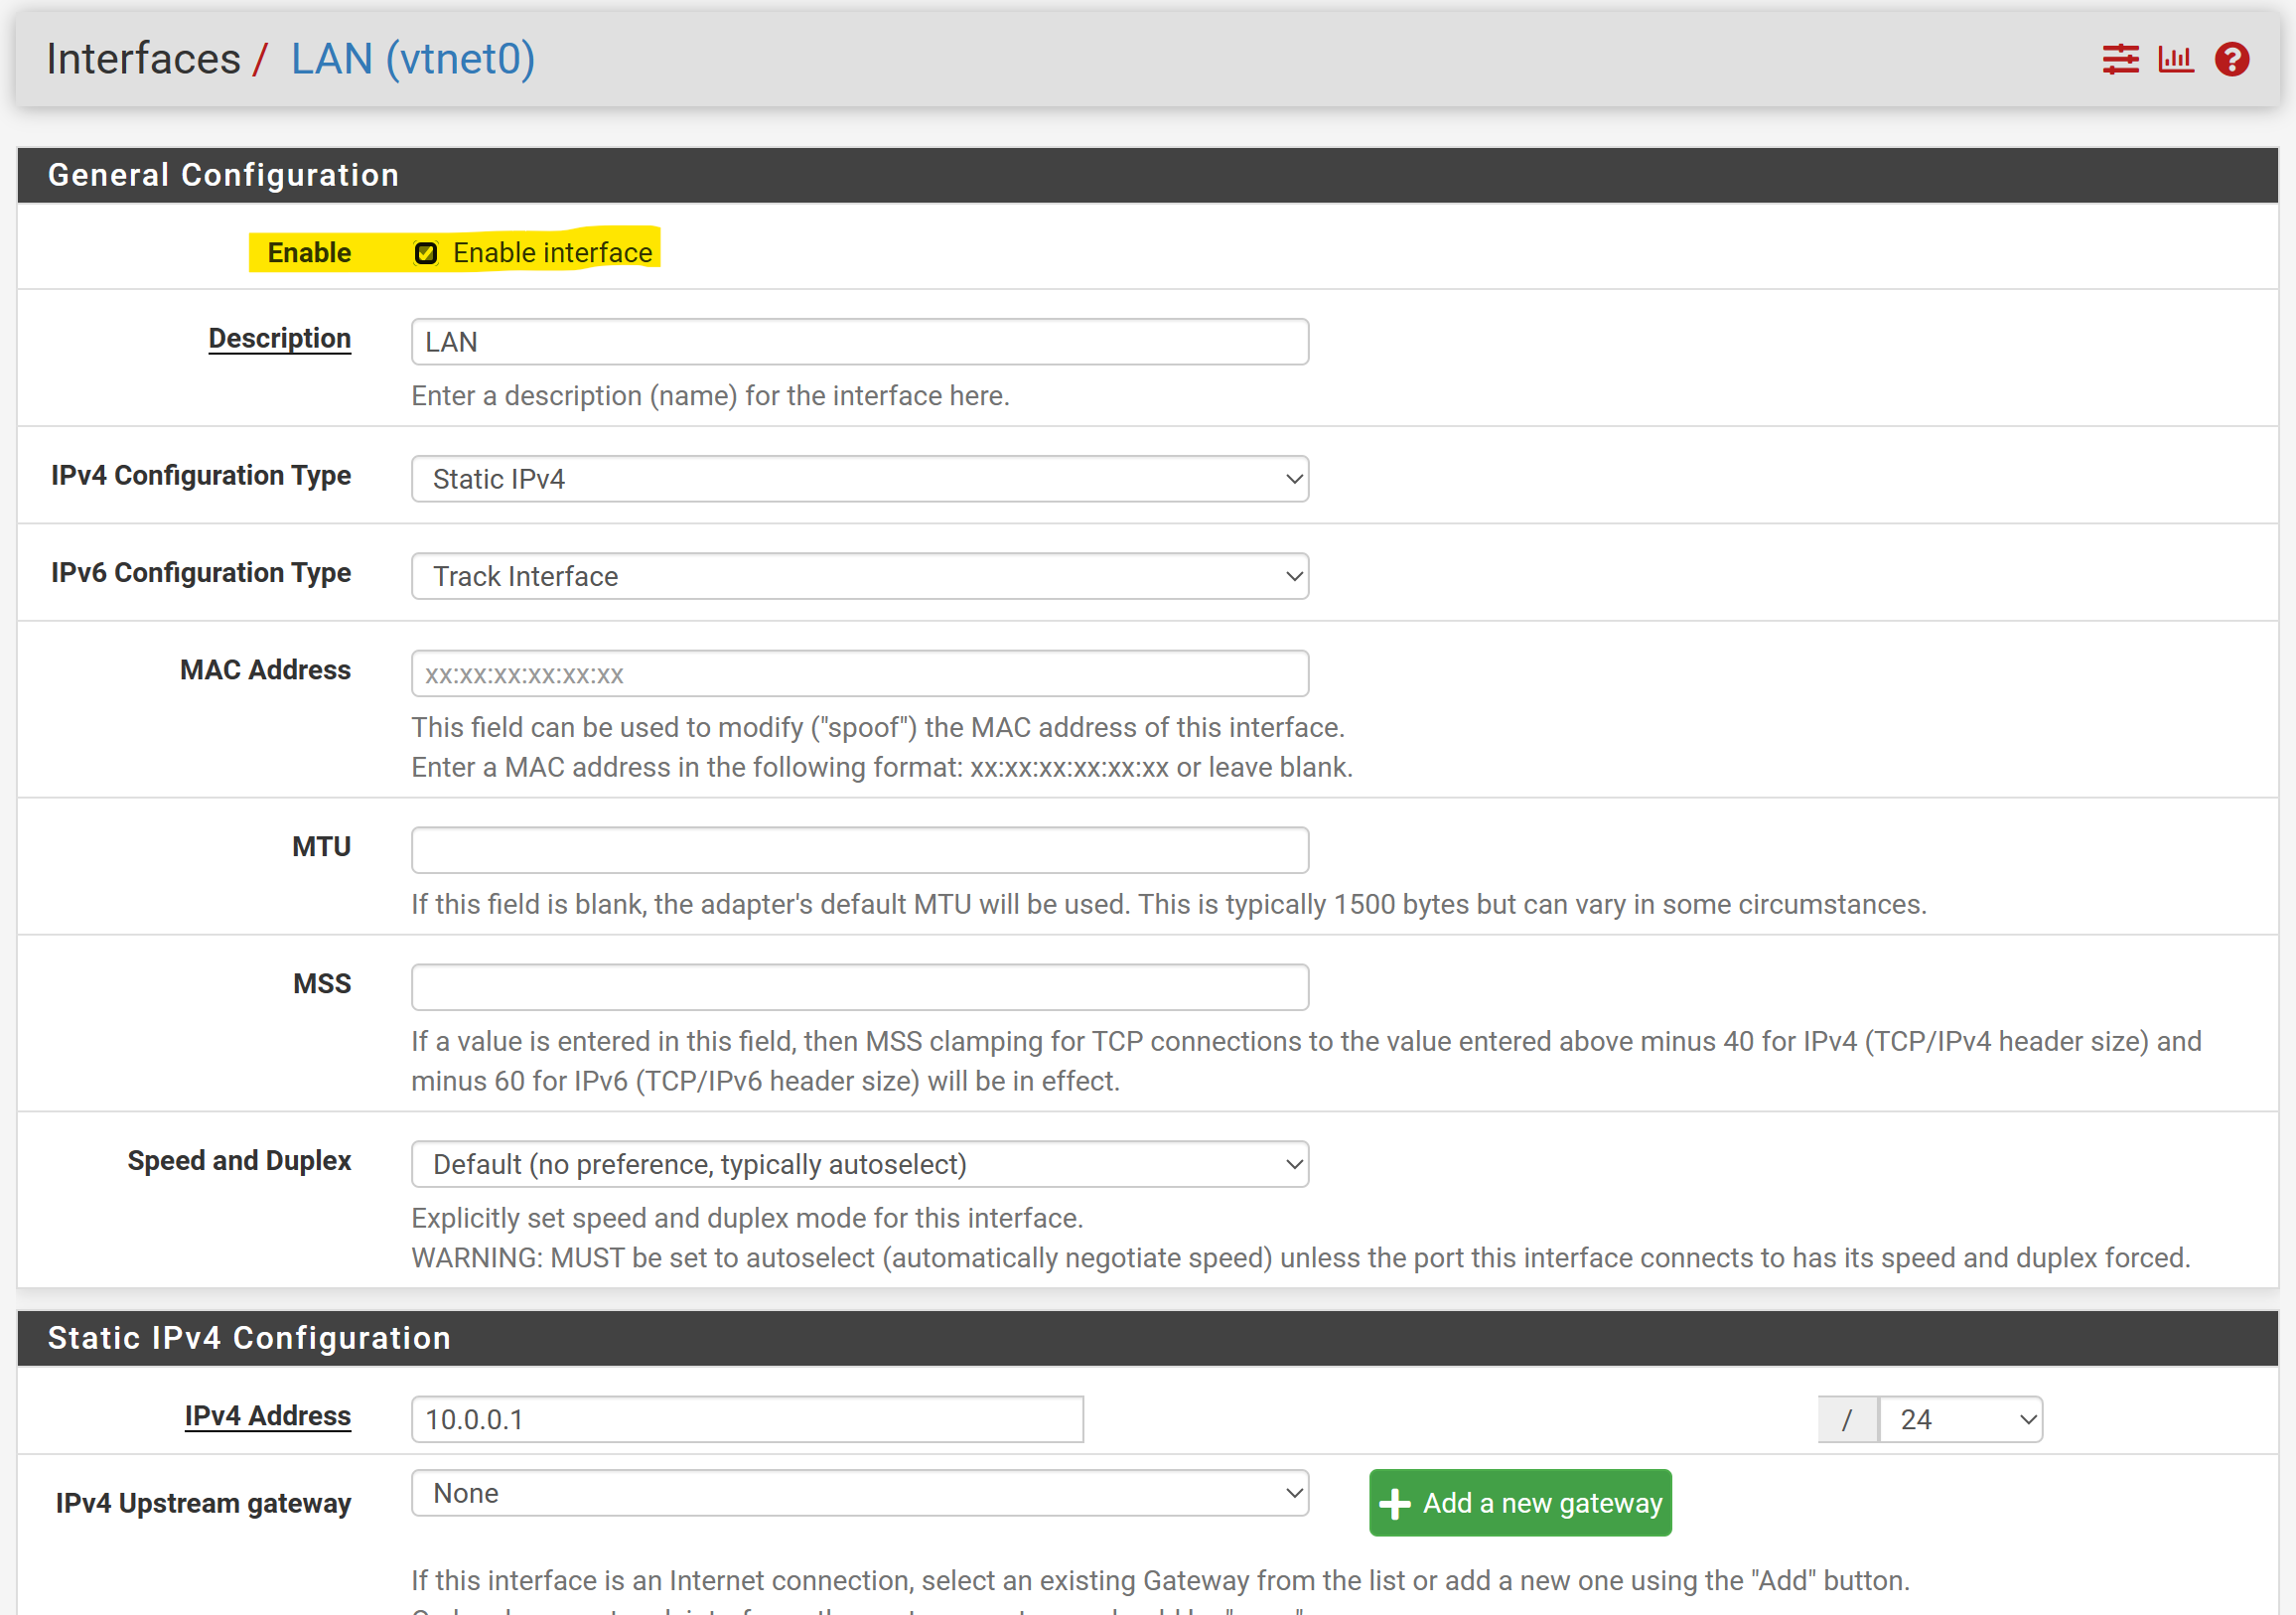 Interfaces / LAN (vtnet0)
General Configuration
Enable Enable interface
Description LAN
Enter a description (name) for the interface here.
IPv4 Configuration Type Static IPv4
IPv6 Configuration Type Track Interface
MAC Address xx:xx:xx:xx:xx:xx
This field can be used to modify ("spoof") the MAC address of this interface.
Enter a MAC address in the following format: xx:xx:xx:xx:xx:xx or leave blank.
MTU
If this field is blank, the adapter's default MTU will be used. This is typically 1500 bytes but can vary in some circumstances.
MSS
If a value is entered in this field, then MSS clamping for TCP connections to the value entered above minus 40 for IPv4 (TCP/IPv4 header size) and
minus 60 for IPv6 (TCP/IPv6 header size) will be in effect.
Speed and Duplex Default (no preference, typically autoselect)
Explicitly set speed and duplex mode for this interface.
WARNING: MUST be set to autoselect (automatically negotiate speed) unless the port this interface connects to has its speed and duplex forced.
Static IPv4 Configuration
IPv4 Address 10.0.0.1 / 24
IPv4 Upstream gateway None Add a new gateway
If this interface is an Internet connection, select an existing Gateway from the list or add a new one using the "Add" button.